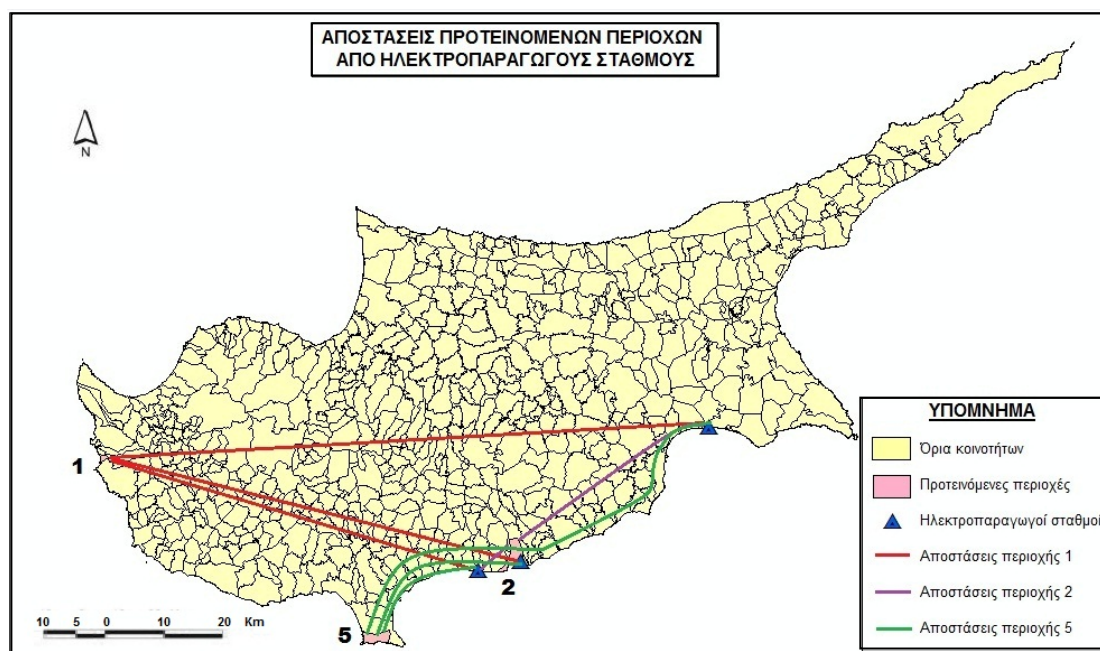 ΑΠΟΣΤΑΣΕΙΣ ΠΡΟΤΕΙΝΟΜΕΝΩΝ ΠΕΡΙΟΧΩΝ
ΑΠΟ ΗΛΕΚΤΡΟΠΑΡΑΓΩΓΟΥΣ ΣΤΑΘΜΟΥΣ
N
1
2
5
10 5 0 10 20 Km
ΥΠΟΜΝΗΜΑ
Όρια κοινοτήτων
Προτεινόμενες περιοχές
Ηλεκτροπαραγωγοί σταθμοί
Αποστάσεις περιοχής 1
Αποστάσεις περιοχής 2
Αποστάσεις περιοχής 5